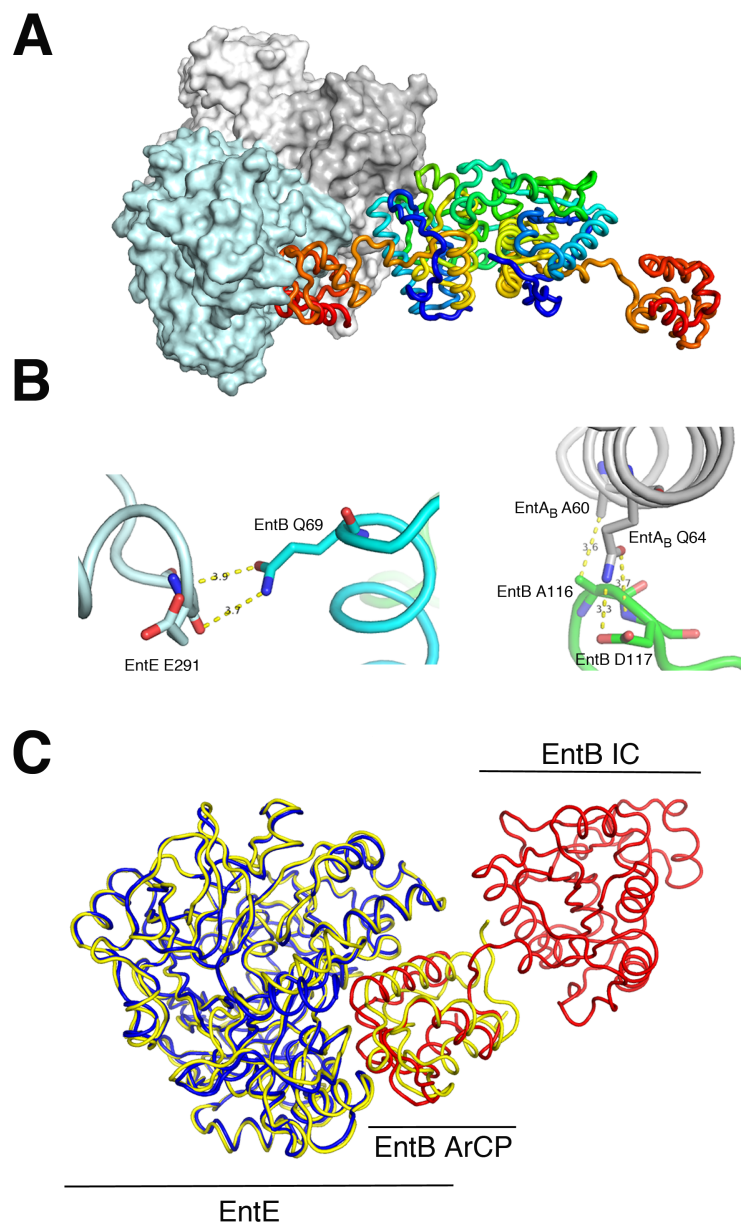 A
B
EntB Q69
3.9
3.7
EntE E291
EntA_B A60
EntA_B Q64
3.6
3.7
EntB A116
3.3
EntB D117
C
EntB IC
EntB ArCP
EntE